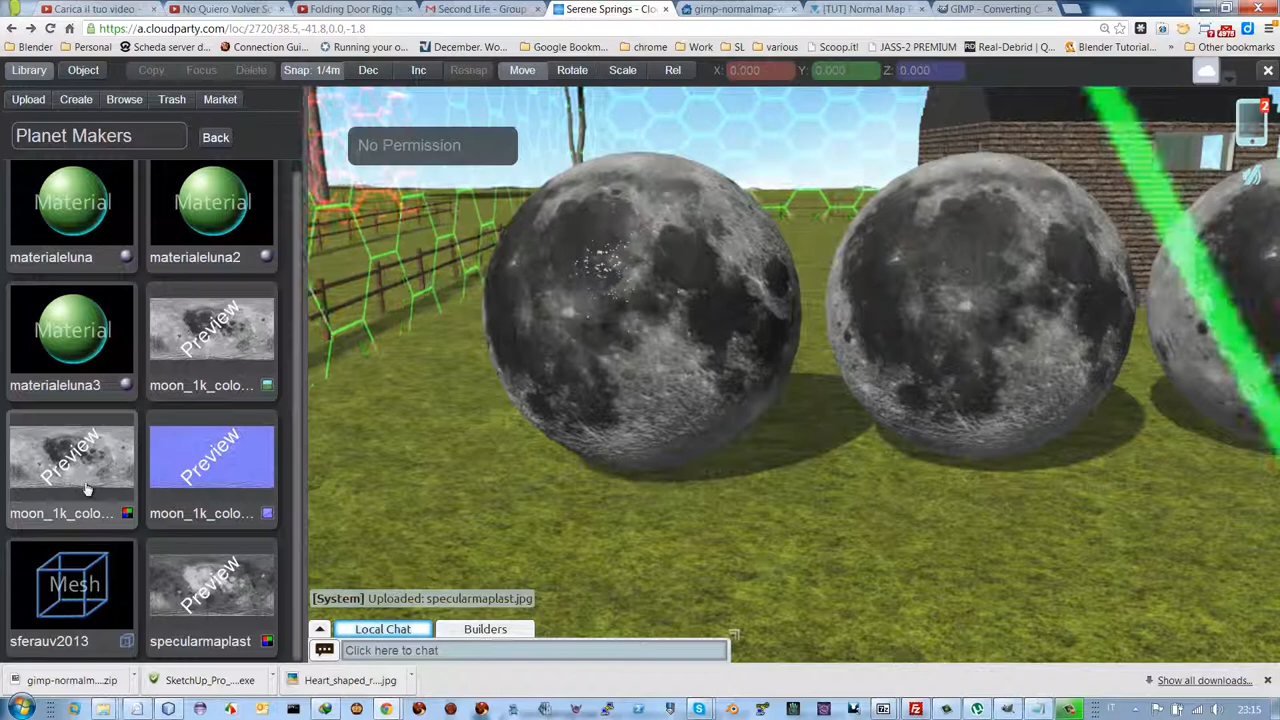 Carica il tuo video -
No Quiero Volver So
Folding Door Rigg N
Second Life - Group
Serene Springs - Clou
gimp-normalmap-w
[TUT] Normal Map P
GIMP - Converting C
https://a.cloudparty.com/loc/2720/38.5,-41.8,0.0,-1.8
Blender
Personal
Scheda server d...
Connection Gui...
Running your o...
December. Wo...
Google Bookm...
chrome
Work
SL
various
Scoop.it!
JASS-2 PREMIUM
Real-Debrid | Q...
Blender Tutorial...
Other bookmarks
Library
Object
Copy
Focus
Delete
Snap: 1/4m
Dec
Inc
Resnap
Move
Rotate
Scale
Rel
X: 0.000
Y: 0.000
Z: 0.000
Upload
Create
Browse
Trash
Market
Planet Makers
Back
No Permission
2
Material
materialeluna
Material
materialeluna2
Material
materialeluna3
Preview
moon_1k_colo...
Preview
moon_1k_colo...
Preview
moon_1k_colo...
Mesh
sferauv2013
Preview
specularmaplast
[System] Uploaded: specularmaplast.jpg
Local Chat
Builders
Click here to chat
gimp-normalm....zip
SketchUp_Pro_....exe
Heart_shaped_r....jpg
Show all downloads...
IT
23:15